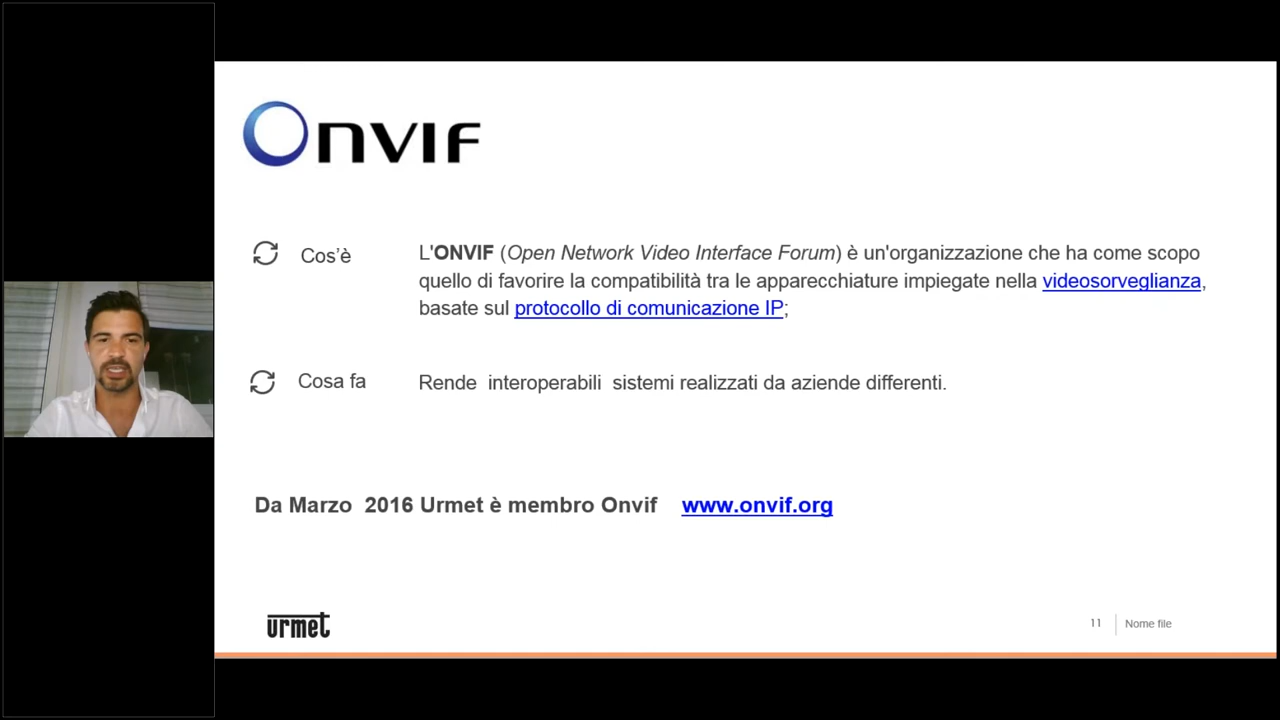 Onvif
Cos’è
L'ONVIF (Open Network Video Interface Forum) è un'organizzazione che ha come scopo
quello di favorire la compatibilità tra le apparecchiature impiegate nella videosorveglianza,
basate sul protocollo di comunicazione IP;
Cosa fa
Rende interoperabili sistemi realizzati da aziende differenti.
Da Marzo 2016 Urmet è membro Onvif www.onvif.org
urmet
11
Nome file